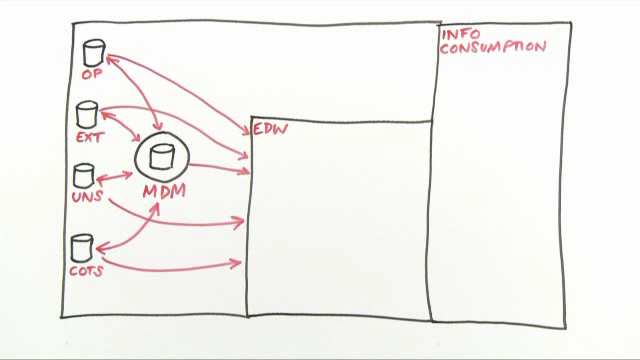 OP
EXT
UNS
COTS
MDM
EDW
INFO
CONSUMPTION